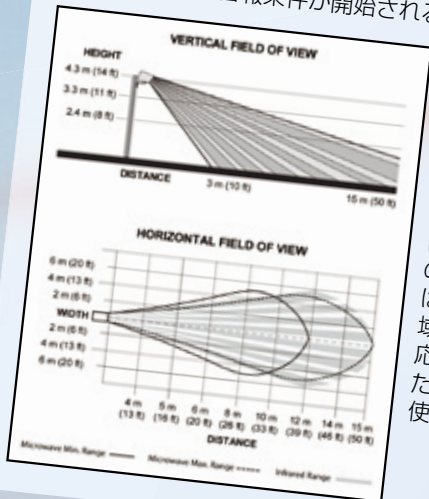 報条件が開始される
VERTICAL FIELD OF VIEW
HEIGHT
4.3 m (14 ft)
3.3 m (11 ft)
2.4 m (8 ft)
DISTANCE
3 m (10 ft)
15 m (50 ft)
HORIZONTAL FIELD OF VIEW
6 m (20 ft)
4 m (13 ft)
2 m (6 ft)
WIDTH
2 m (6 ft)
4 m (13 ft)
6 m (20 ft)
4 m 5 m 6 m 8 m 10 m 12 m 14 m 15 m
(13 ft) (16 ft) (20 ft) (26 ft) (33 ft) (39 ft) (46 ft) (50 ft)
DISTANCE
Microwave Min. Range Microwave Max. Range Infrared Range
の
は
域
応
た
使